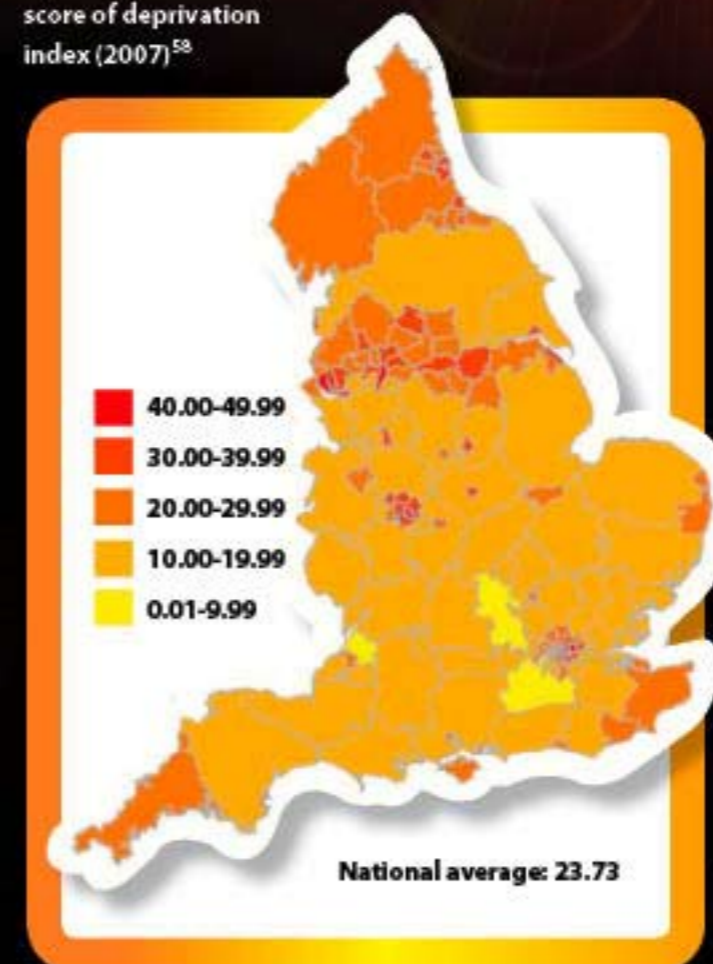 score of deprivation
index (2007)58
40.00-49.99
30.00-39.99
20.00-29.99
10.00-19.99
0.01-9.99
National average: 23.73